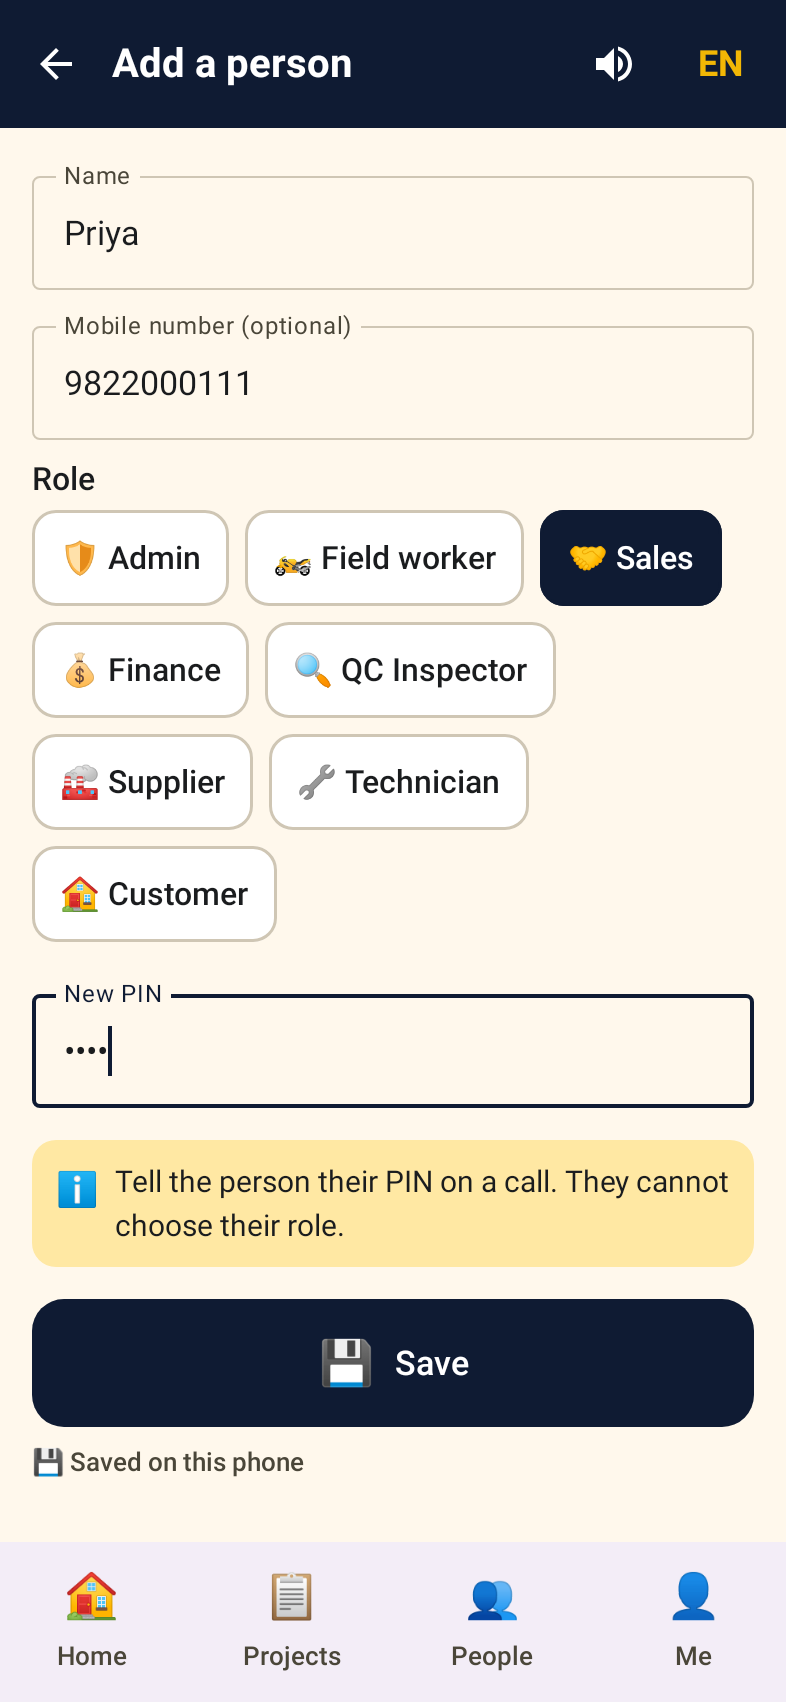 Add a person
EN
Name
Priya
Mobile number (optional)
9822000111
Role
Admin
Field worker
Sales
Finance
QC Inspector
Supplier
Technician
Customer
New PIN
••••
Tell the person their PIN on a call. They cannot
choose their role.
Save
Saved on this phone
Home
Projects
People
Me